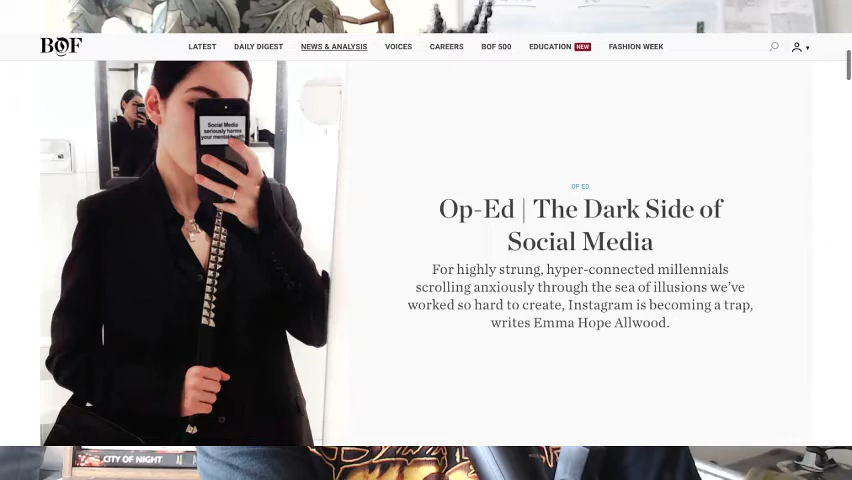 BOF
LATEST DAILY DIGEST NEWS & ANALYSIS VOICES CAREERS BOF 500 EDUCATION NEW FASHION WEEK
Social Media
seriously harms
your mental health
OP ED
Op-Ed | The Dark Side of
Social Media
For highly strung, hyper-connected millennials
scrolling anxiously through the sea of illusions we've
worked so hard to create, Instagram is becoming a trap,
writes Emma Hope Allwood.
CITY OF NIGHT